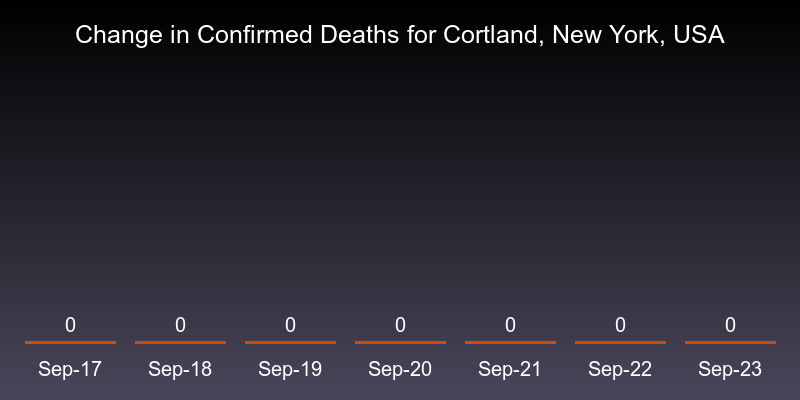 Change in Confirmed Deaths for Cortland, New York, USA
0 0 0 0 0 0 0
Sep-17 Sep-18 Sep-19 Sep-20 Sep-21 Sep-22 Sep-23